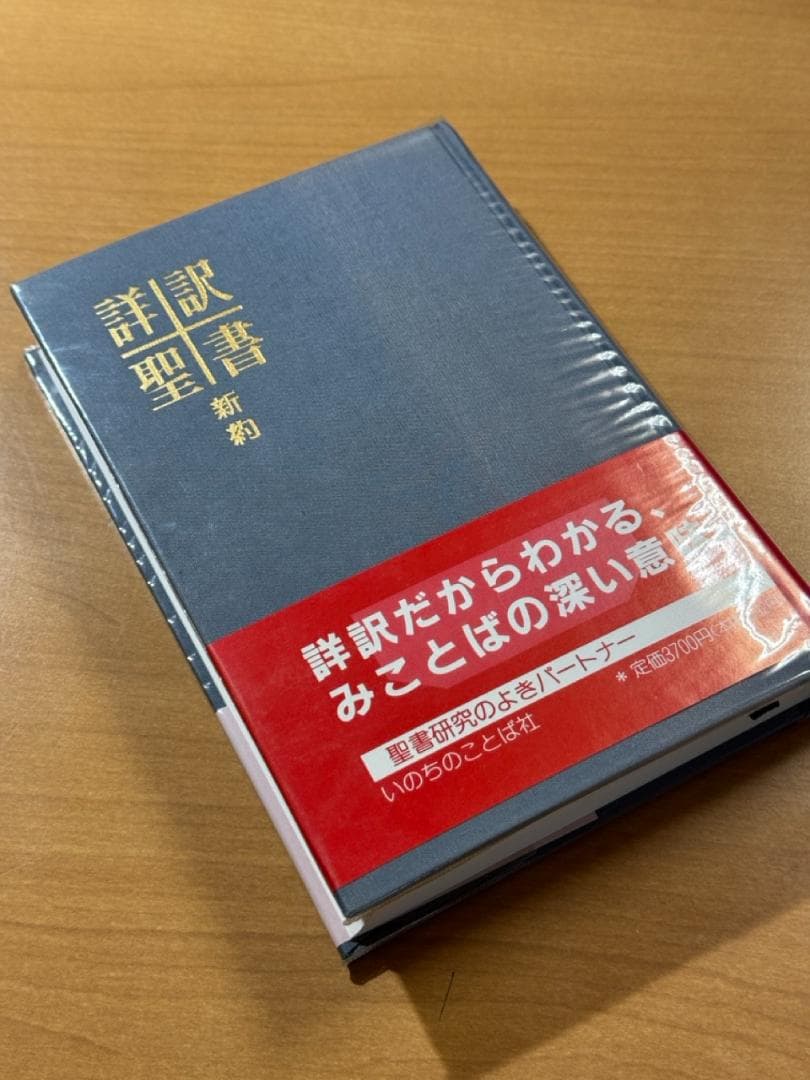 詳訳
聖書
新約
詳訳だからわかる、
みことばの深い意味
聖書研究のよきパートナー
いのちのことば社
*定価3700円